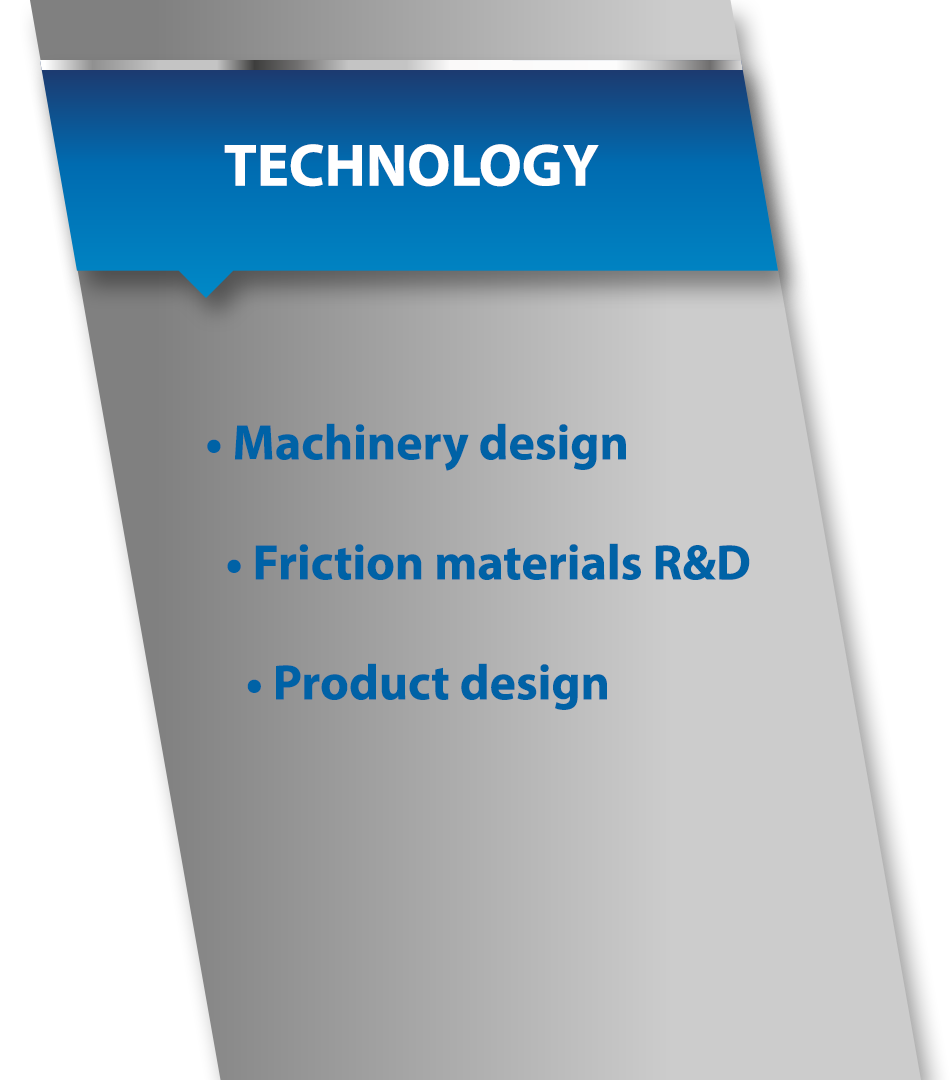 TECHNOLOGY
• Machinery design
• Friction materials R&D
• Product design